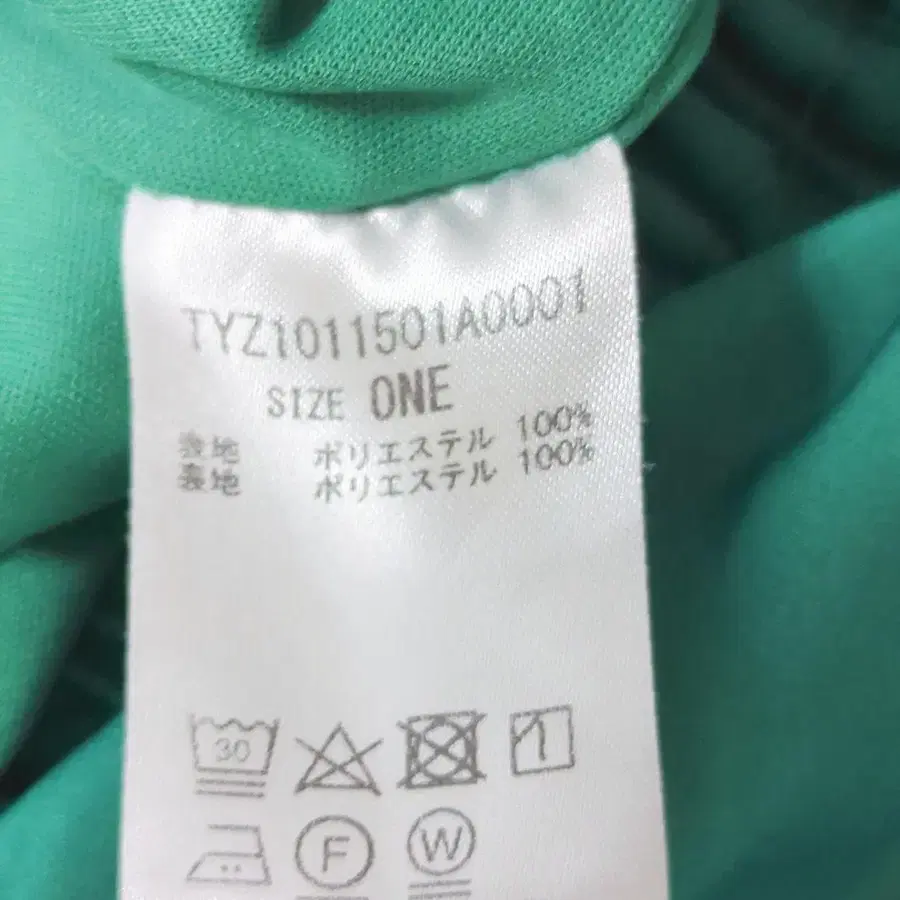 TYZ1011501A0001
SIZE ONE
表地 ポリエステル 100%
裏地 ポリエステル 100%
30
F
W